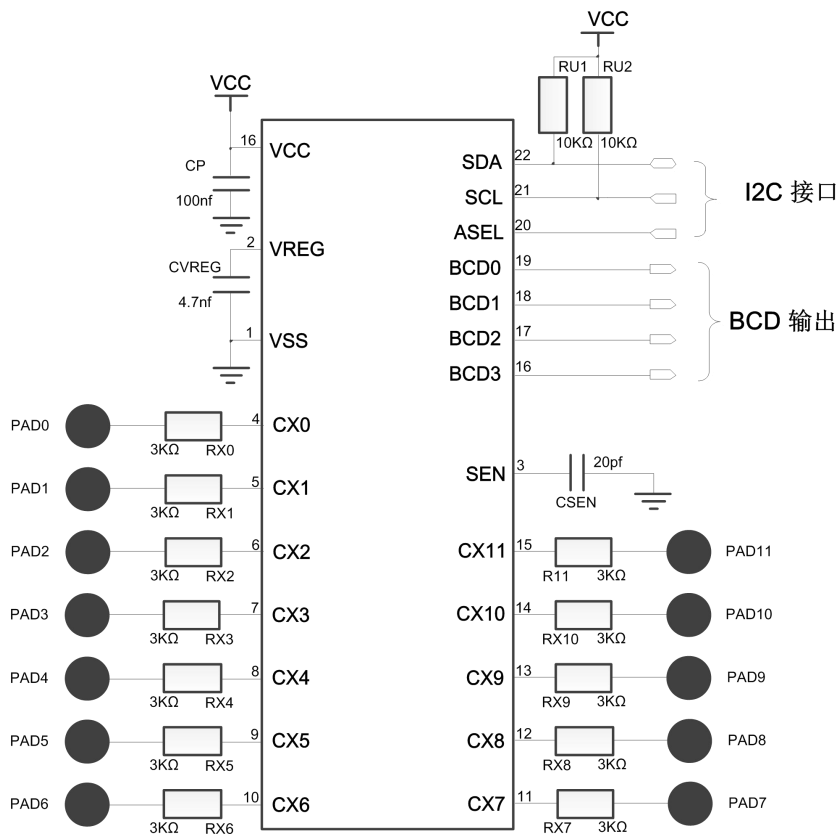 VCC
RU1 RU2
VCC
10KΩ 10KΩ
16 VCC
CP
100nf
SDA 22
SCL 21
I2C 接口
ASEL 20
2 VREG
CVREG
4.7nf
BCD0 19
BCD1 18
BCD 输出
1 VSS
BCD2 17
BCD3 16
PAD0 4 CX0
3KΩ RX0
SEN 3 20pf
CSEN
PAD1 5 CX1
3KΩ RX1
PAD2 6 CX2
3KΩ RX2
CX11 15 PAD11
R11 3KΩ
PAD3 7 CX3
3KΩ RX3
CX10 14 PAD10
RX10 3KΩ
PAD4 8 CX4
3KΩ RX4
CX9 13 PAD9
RX9 3KΩ
PAD5 9 CX5
3KΩ RX5
CX8 12 PAD8
RX8 3KΩ
PAD6 10 CX6
3KΩ RX6
CX7 11 PAD7
RX7 3KΩ